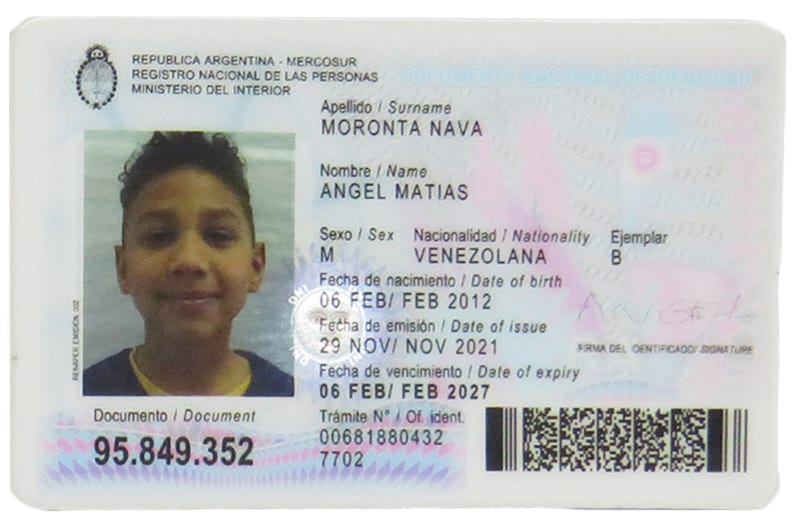 REPUBLICA ARGENTINA - MERCOSUR
REGISTRO NACIONAL DE LAS PERSONAS
MINISTERIO DEL INTERIOR
DOCUMENTO NACIONAL DE IDENTIDAD
Apellido / Surname
MORONTA NAVA
Nombre / Name
ANGEL MATIAS
Sexo / Sex Nacionalidad / Nationality Ejemplar
M VENEZOLANA B
Fecha de nacimiento / Date of birth
06 FEB/ FEB 2012
Fecha de emisión / Date of issue
29 NOV/ NOV 2021
FIRMA DEL IDENTIFICADO/ SIGNATURE
Fecha de vencimiento / Date of expiry
06 FEB/ FEB 2027
Documento / Document
95.849.352
Trámite N° / Of. ident.
00681880432
7702
DNI